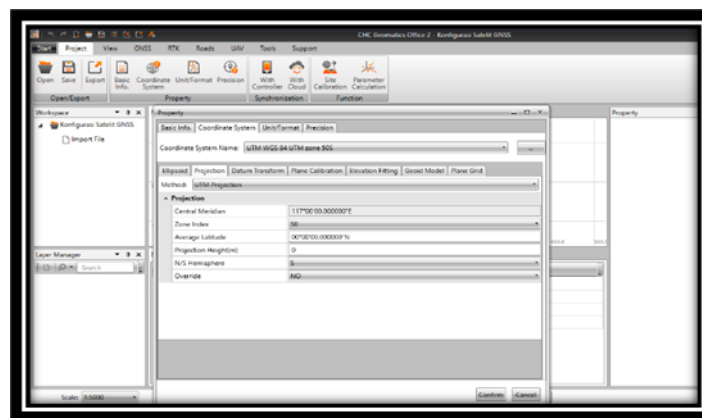 CHC Geomatics Office 2 - Konfigurasi Satelit GNSS
Start Project View GNSS RTK Roads UAV Tools Support
Open Save Export Basic Info. Coordinate System Unit/Format Precision With Controller With Cloud Site Calibration Parameter Calculation
Open/Export Property Synchronization Function
Workspace
Konfigurasi Satelit GNSS
Import File
Property
Basic Info. Coordinate System Unit/Format Precision
Coordinate System Name: UTM WGS 84-UTM zone 50S
Ellipsoid Projection Datum Transform Plane Calibration Elevation Fitting Geoid Model Plane Grid
Method: UTM Projection
Projection
Central Meridian 117°00'00.000000"E
Zone Index 50
Average Latitude 00°00'00.000000"N
Projection Height(m) 0
N/S Hemisphere S
Override NO
Confirm Cancel
Property
Layer Manager
Search
Scale: 1:5000